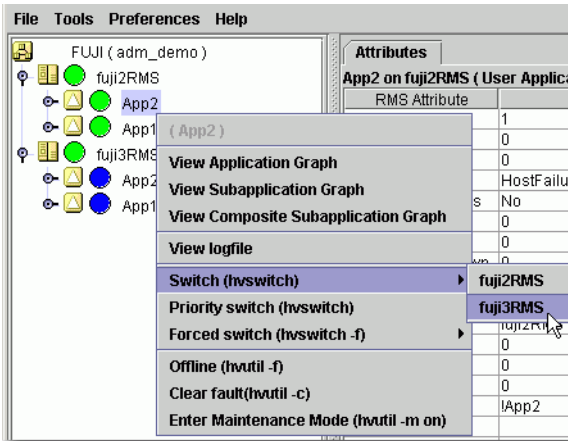 File Tools Preferences Help
FUJI ( adm_demo )
fuji2RMS
App2
App1
fuji3RMS
App2
App1
Attributes
App2 on fuji2RMS ( User Applica
RMS Attribute
1
0
0
HostFailu
s No
0
0
0
0
0
0
!App2
( App2 )
View Application Graph
View Subapplication Graph
View Composite Subapplication Graph
View logfile
Switch (hvswitch)
Priority switch (hvswitch)
Forced switch (hvswitch -f)
Offline (hvutil -f)
Clear fault(hvutil -c)
Enter Maintenance Mode (hvutil -m on)
fuji2RMS
fuji3RMS